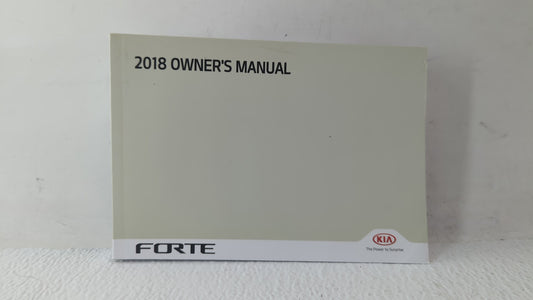 2018 OWNER'S MANUAL
FORTE
KIA
The Power to Surprise